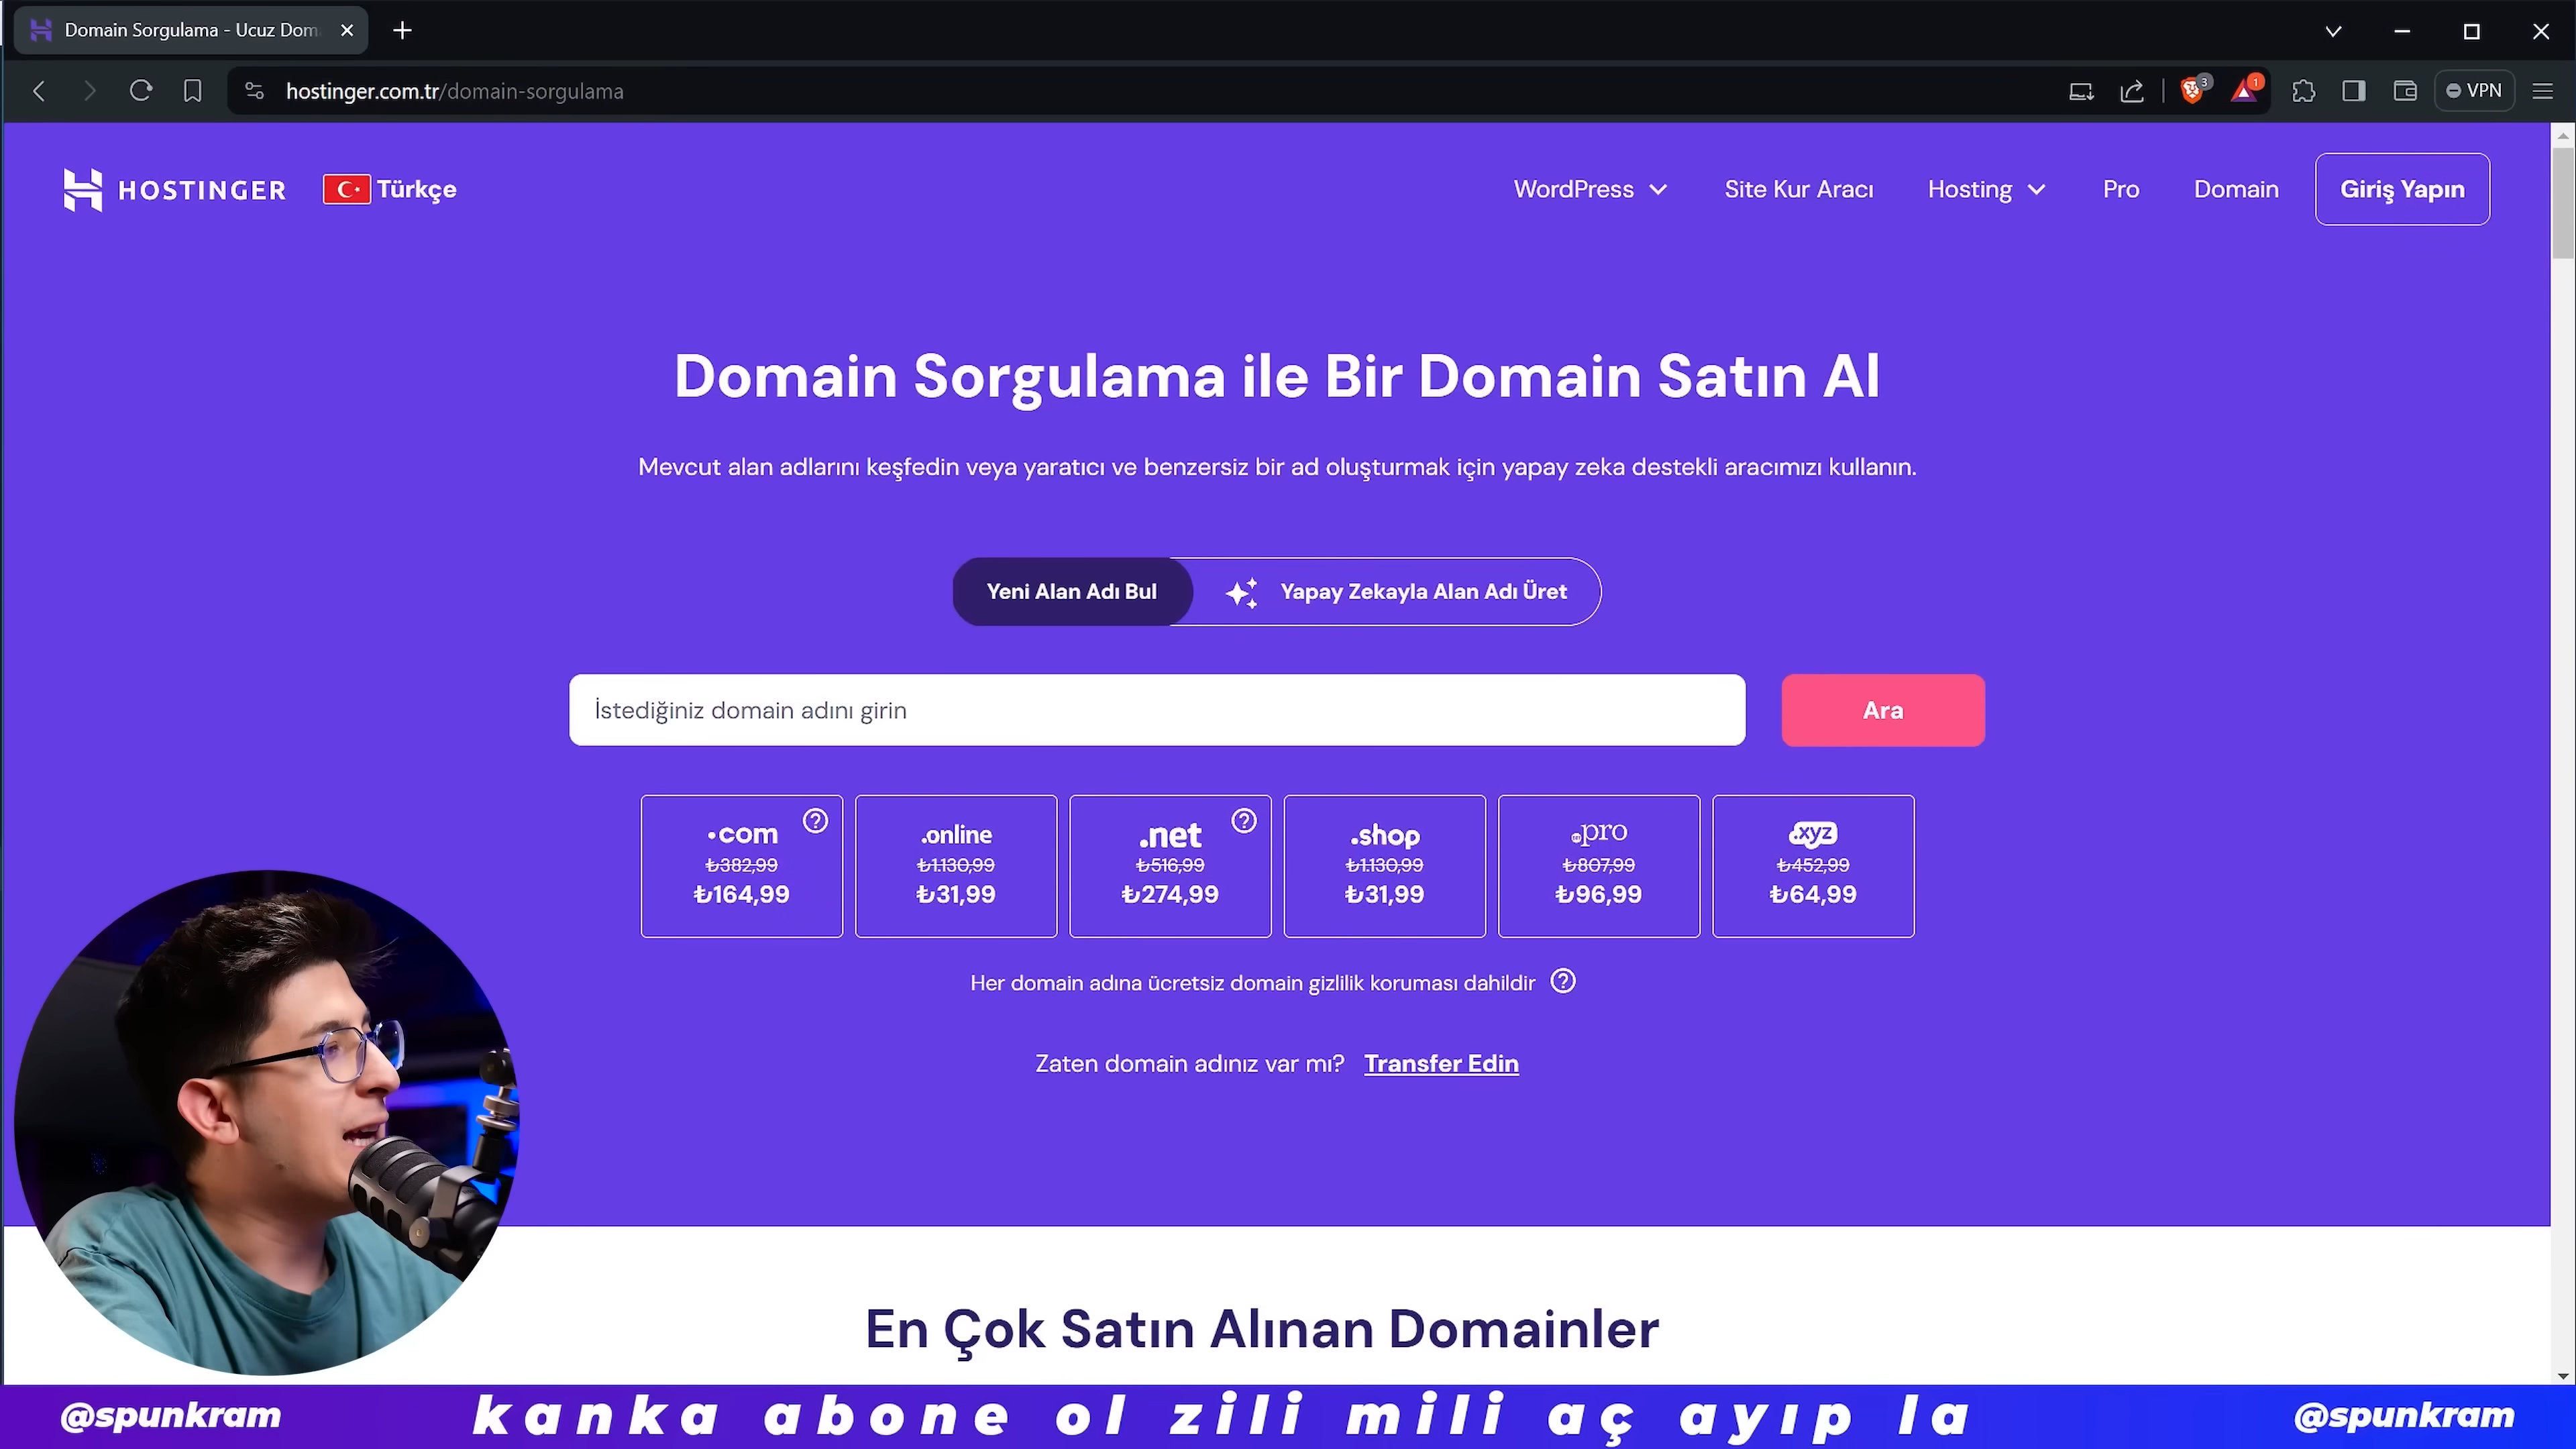 Domain Sorgulama - Ucuz Dom
hostinger.com.tr/domain-sorgulama
3
1
VPN
HOSTINGER
Türkçe
WordPress
Site Kur Aracı
Hosting
Pro
Domain
Giriş Yapın
Domain Sorgulama ile Bir Domain Satın Al
Mevcut alan adlarını keşfedin veya yaratıcı ve benzersiz bir ad oluşturmak için yapay zeka destekli aracımızı kullanın.
Yeni Alan Adı Bul
Yapay Zekayla Alan Adı Üret
İstediğiniz domain adını girin
Ara
.com
₺382,99
₺164,99
.online
₺1.130,99
₺31,99
.net
₺516,99
₺274,99
.shop
₺1.130,99
₺31,99
.pro
₺807,99
₺96,99
.xyz
₺452,99
₺64,99
Her domain adına ücretsiz domain gizlilik koruması dahildir
Zaten domain adınız var mı? Transfer Edin
En Çok Satın Alınan Domainler
@spunkram
kanka abone ol zili mili aç ayıp la
@spunkram